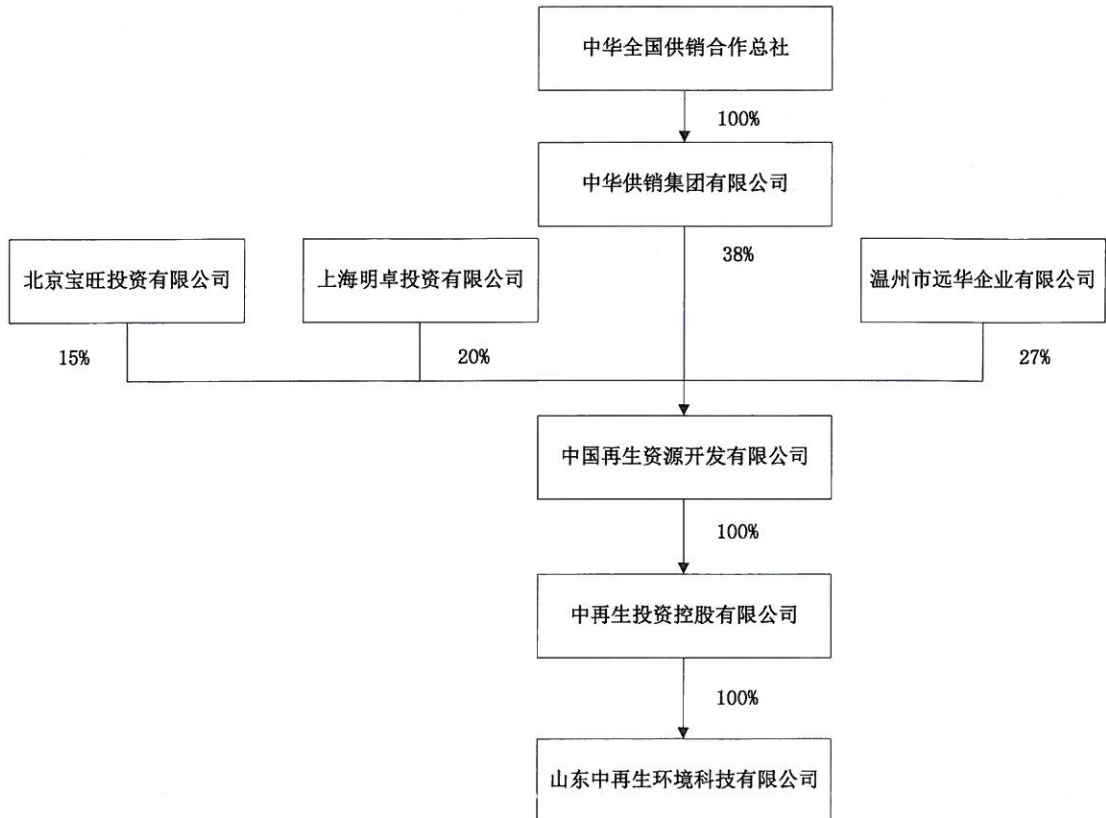 中华全国供销合作总社
100%
中华供销集团有限公司
38%
北京宝旺投资有限公司
上海明卓投资有限公司
温州市远华企业有限公司
15%
20%
27%
中国再生资源开发有限公司
100%
中再生投资控股有限公司
100%
山东中再生环境科技有限公司